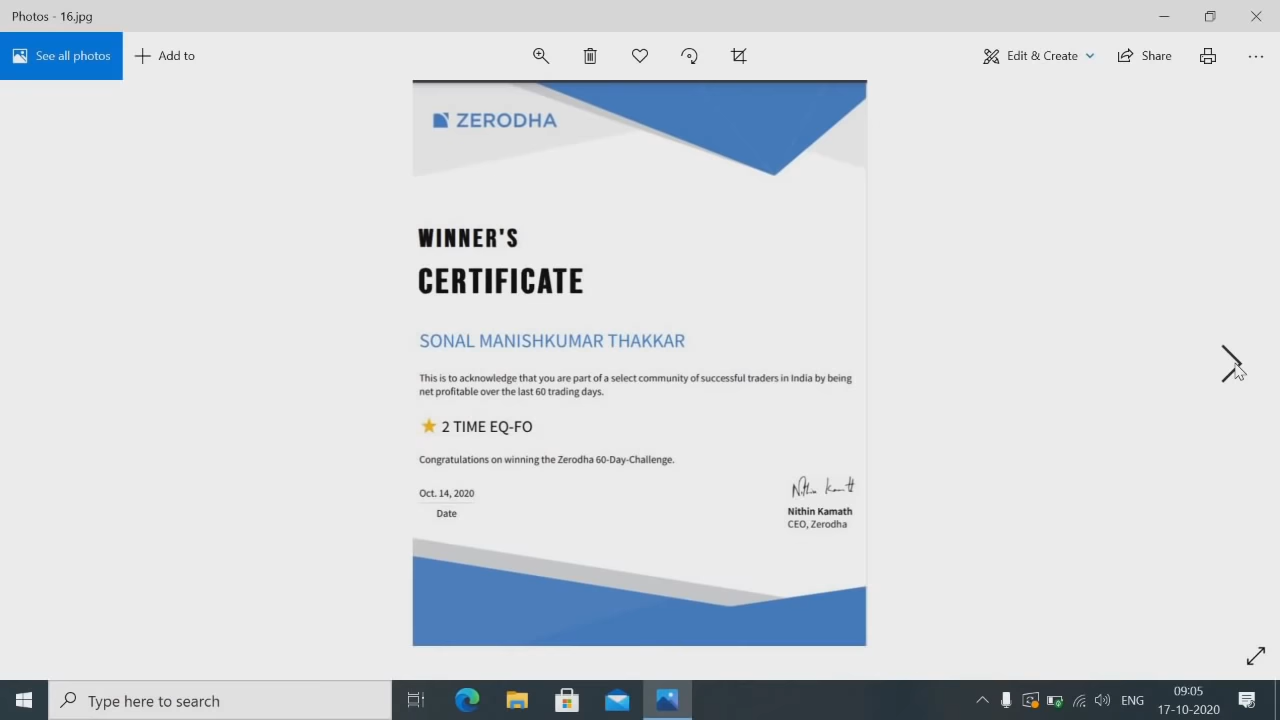 Photos - 16.jpg
See all photos
Add to
Edit & Create
Share
ZERODHA
WINNER'S
CERTIFICATE
SONAL MANISHKUMAR THAKKAR
This is to acknowledge that you are part of a select community of successful traders in India by being
net profitable over the last 60 trading days.
2 TIME EQ-FO
Congratulations on winning the Zerodha 60-Day-Challenge.
Oct. 14, 2020
Date
Nithin Kamath
Nithin Kamath
CEO, Zerodha
Type here to search
ENG
09:05
17-10-2020